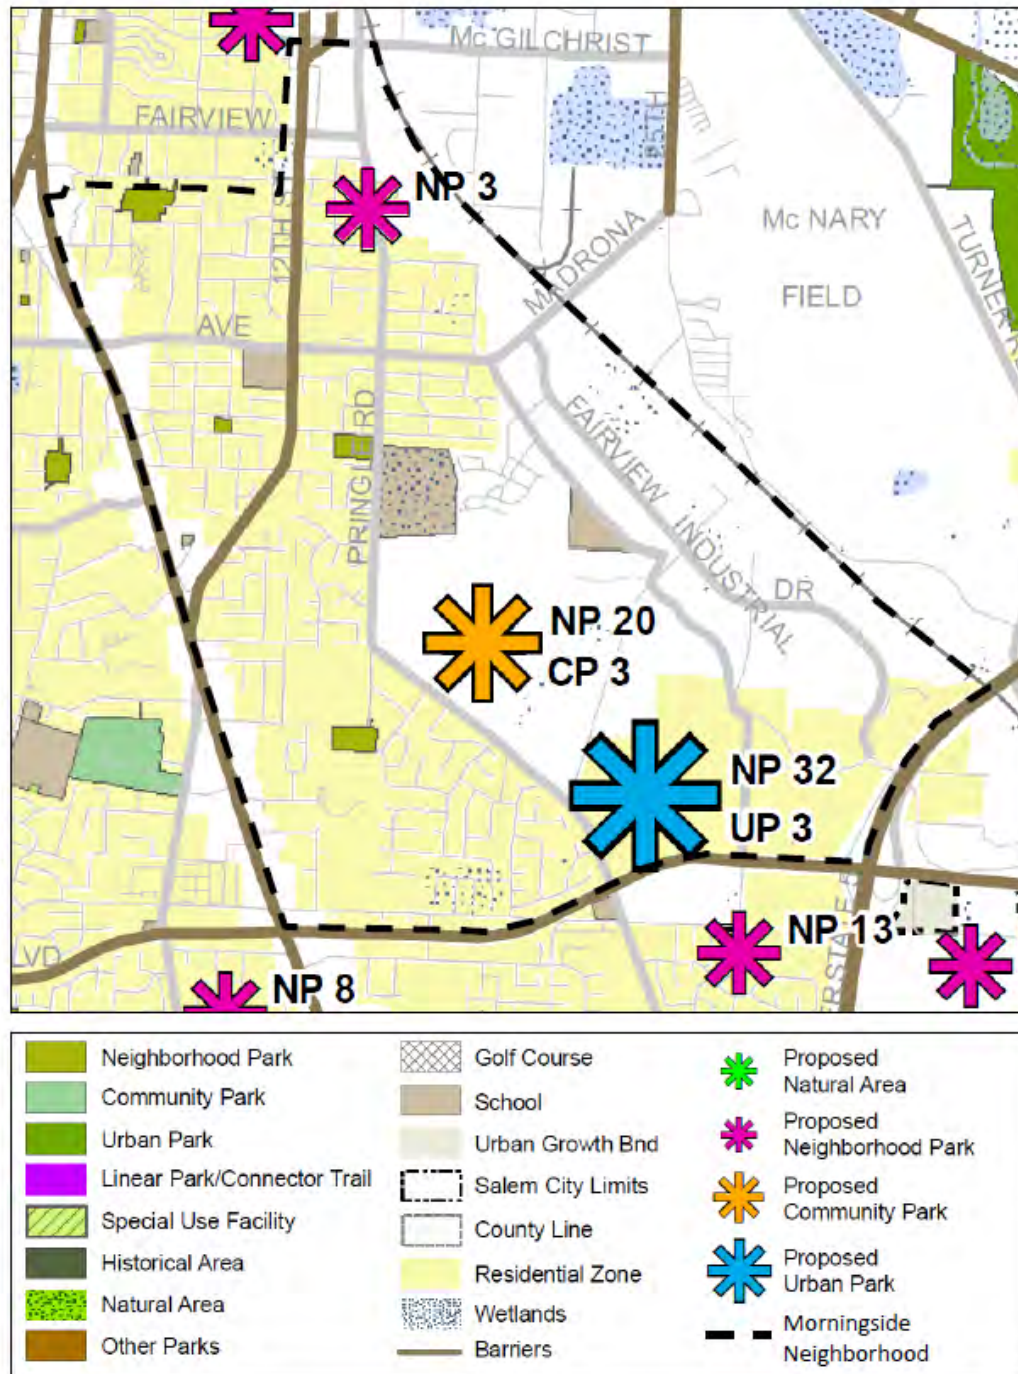 Mc GILCHRIST
FAIRVIEW
25TH
NP 3
12TH S
Mc NARY
FIELD
MADRONA
TURNER R
AVE
PRINGLE RD
FAIRVIEW
INDUSTRIAL
DR
NP 20
CP 3
NP 32
UP 3
NP 13
LVD
NP 8
Neighborhood Park
Community Park
Urban Park
Linear Park/Connector Trail
Special Use Facility
Historical Area
Natural Area
Other Parks
Golf Course
School
Urban Growth Bnd
Salem City Limits
County Line
Residential Zone
Wetlands
Barriers
Proposed
Natural Area
Proposed
Neighborhood Park
Proposed
Community Park
Proposed
Urban Park
Morningside
Neighborhood